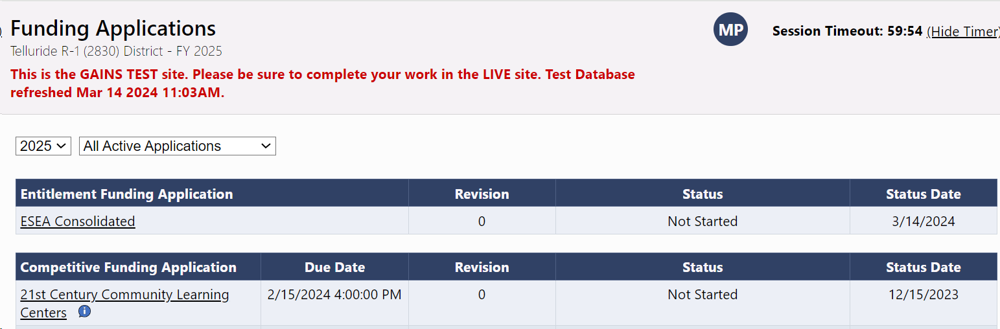 Funding Applications
Telluride R-1 (2830) District - FY 2025
This is the GAINS TEST site. Please be sure to complete your work in the LIVE site. Test Database
refreshed Mar 14 2024 11:03AM.
MP
Session Timeout: 59:54 (Hide Timer)
2025 All Active Applications
Entitlement Funding Application Revision Status Status Date
ESEA Consolidated 0 Not Started 3/14/2024
Competitive Funding Application Due Date Revision Status Status Date
21st Century Community Learning 2/15/2024 4:00:00 PM 0 Not Started 12/15/2023
Centers